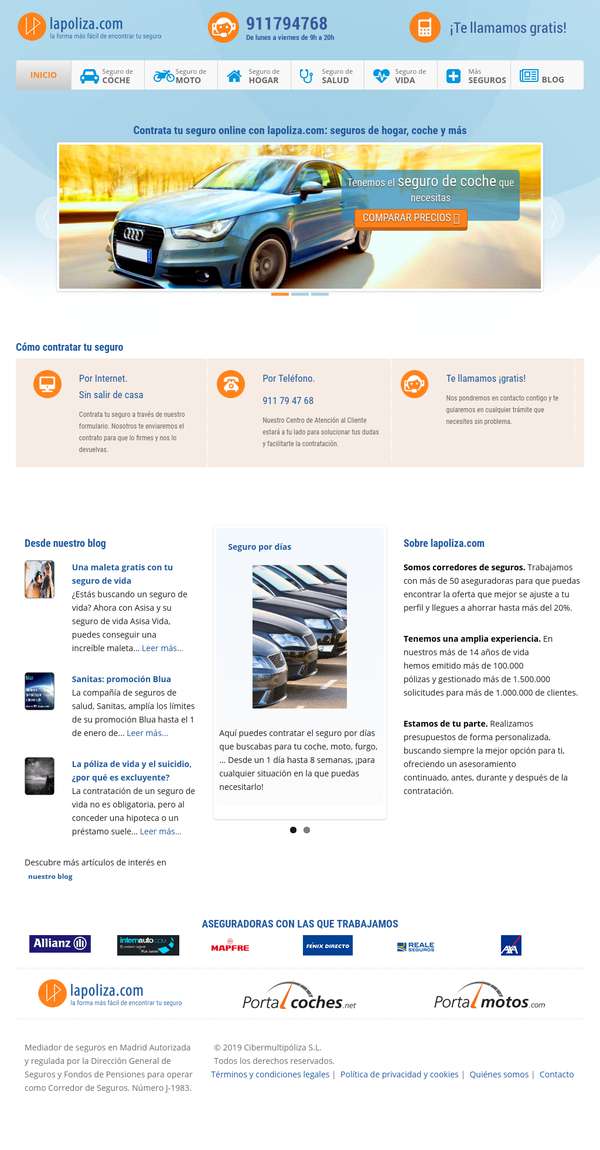 lapoliza.com
la forma más fácil de encontrar tu seguro
911794768
De lunes a viernes de 9h a 20h
¡Te llamamos gratis!
INICIO
Seguro de
COCHE
Seguro de
MOTO
Seguro de
HOGAR
Seguro de
SALUD
Seguro de
VIDA
Más
SEGUROS
BLOG
Contrata tu seguro online con lapoliza.com: seguros de hogar, coche y más
Tenemos el seguro de coche que
necesitas
COMPARAR PRECIOS
Cómo contratar tu seguro
Por Internet.
Sin salir de casa
Contrata tu seguro a través de nuestro
formulario. Nosotros te enviaremos el
contrato para que lo firmes y nos lo
devuelvas.
Por Teléfono.
911 79 47 68
Nuestro Centro de Atención al Cliente
estará a tu lado para solucionar tus dudas
y facilitarte la contratación.
Te llamamos ¡gratis!
Nos pondremos en contacto contigo y te
guiaremos en cualquier trámite que
necesites sin problema.
Desde nuestro blog
Una maleta gratis con tu
seguro de vida
¿Estás buscando un seguro de
vida? Ahora con Asisa y su
seguro de vida Asisa Vida,
puedes conseguir una
increíble maleta... Leer más...
Sanitas: promoción Blua
La compañía de seguros de
salud, Sanitas, amplía los límites
de su promoción Blua hasta el 1
de enero de... Leer más...
La póliza de vida y el suicidio,
¿por qué es excluyente?
La contratación de un seguro de
vida no es obligatoria, pero al
conceder una hipoteca o un
préstamo suele... Leer más...
Descubre más artículos de interés en
nuestro blog
Seguro por días
Aquí puedes contratar el seguro por días
que buscabas para tu coche, moto, furgo,
... Desde un 1 día hasta 8 semanas, ¡para
cualquier situación en la que puedas
necesitarlo!
Sobre lapoliza.com
Somos corredores de seguros. Trabajamos
con más de 50 aseguradoras para que puedas
encontrar la oferta que mejor se ajuste a tu
perfil y llegues a ahorrar hasta más del 20%.
Tenemos una amplia experiencia. En
nuestros más de 14 años de vida
hemos emitido más de 100.000
pólizas y gestionado más de 1.500.000
solicitudes para más de 1.000.000 de clientes.
Estamos de tu parte. Realizamos
presupuestos de forma personalizada,
buscando siempre la mejor opción para ti,
ofreciendo un asesoramiento
continuado, antes, durante y después de la
contratación.
ASEGURADORAS CON LAS QUE TRABAJAMOS
Allianz
internauto.com
MAPFRE
FÉNIX DIRECTO
REALE
SEGUROS
AXA
lapoliza.com
la forma más fácil de encontrar tu seguro
Portalcoches.net
Portalmotos.com
Mediador de seguros en Madrid Autorizada
y regulada por la Dirección General de
Seguros y Fondos de Pensiones para operar
como Corredor de Seguros. Número J-1983.
© 2019 Cibermultipóliza S.L.
Todos los derechos reservados.
Términos y condiciones legales | Política de privacidad y cookies | Quiénes somos | Contacto